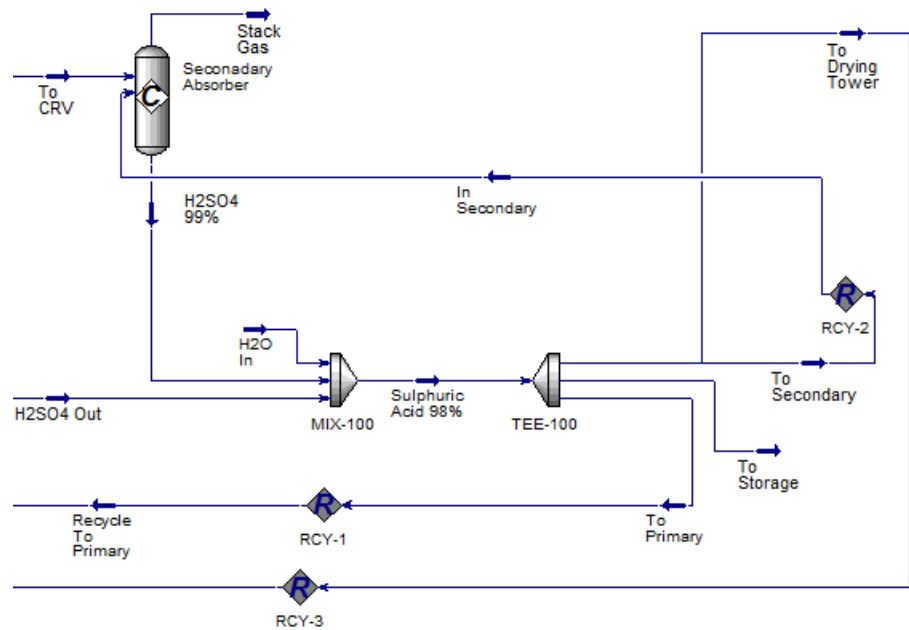 Stack
Gas
To
Drying
Tower
Seconadary
Absorber
C
To
CRV
In
Secondary
H2SO4
99%
R
RCY-2
H2O
In
To
Secondary
Sulphuric
Acid 98%
H2SO4 Out
MIX-100
TEE-100
To
Storage
R
Recycle
To
Primary
RCY-1
To
Primary
R
RCY-3